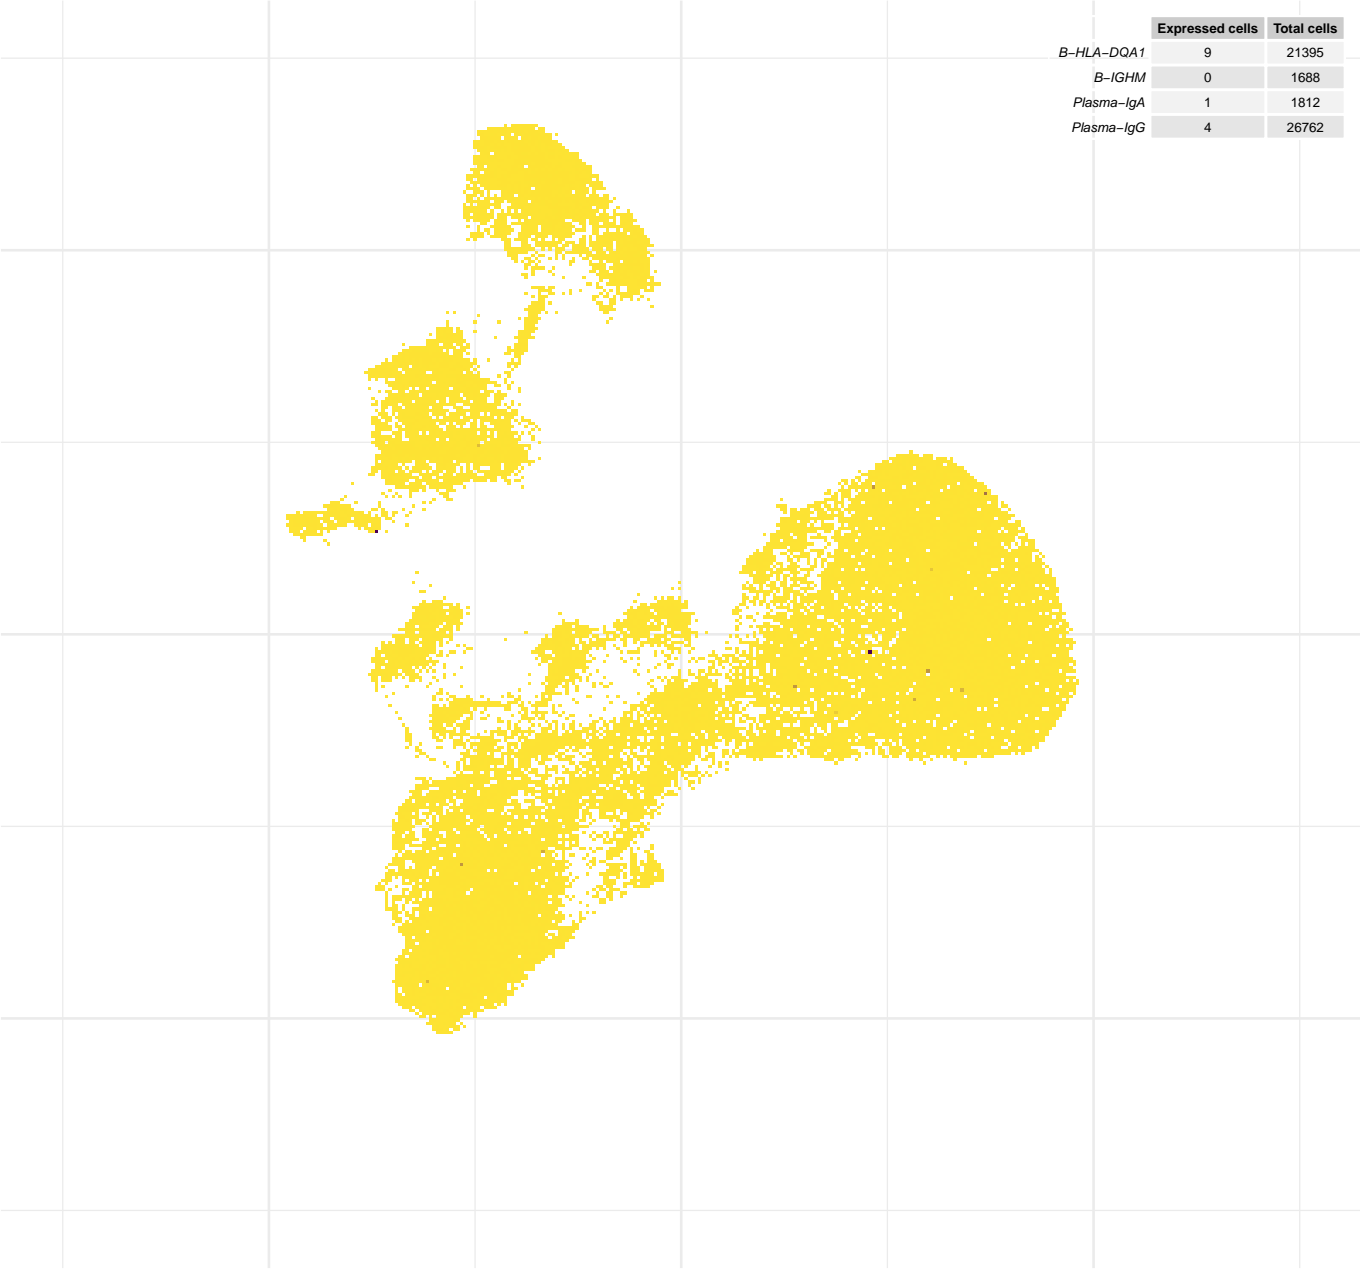 Expressed cells Total cells
B−HLA−DQA1 9 21395
B−IGHM 0 1688
Plasma−IgA 1 1812
Plasma−IgG 4 26762